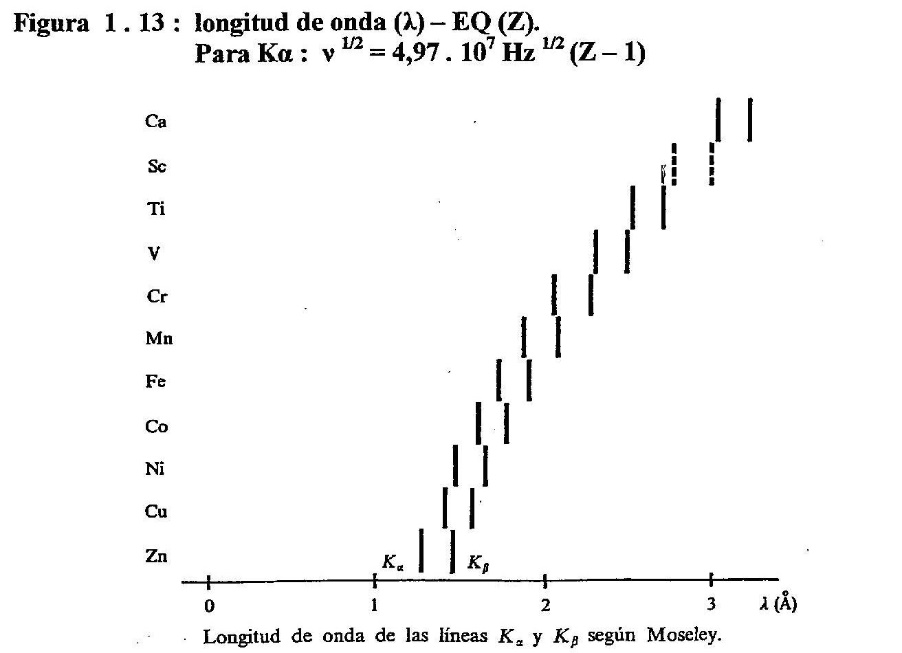 Figura 1 . 13 : longitud de onda (λ) – EQ (Z).
Para Kα : ν 1/2 = 4,97 . 10⁷ Hz 1/2 (Z – 1)
Ca
Sc
Ti
V
Cr
Mn
Fe
Co
Ni
Cu
Zn
Kα Kβ
0 1 2 3 λ (Å)
Longitud de onda de las líneas Kα y Kβ según Moseley.